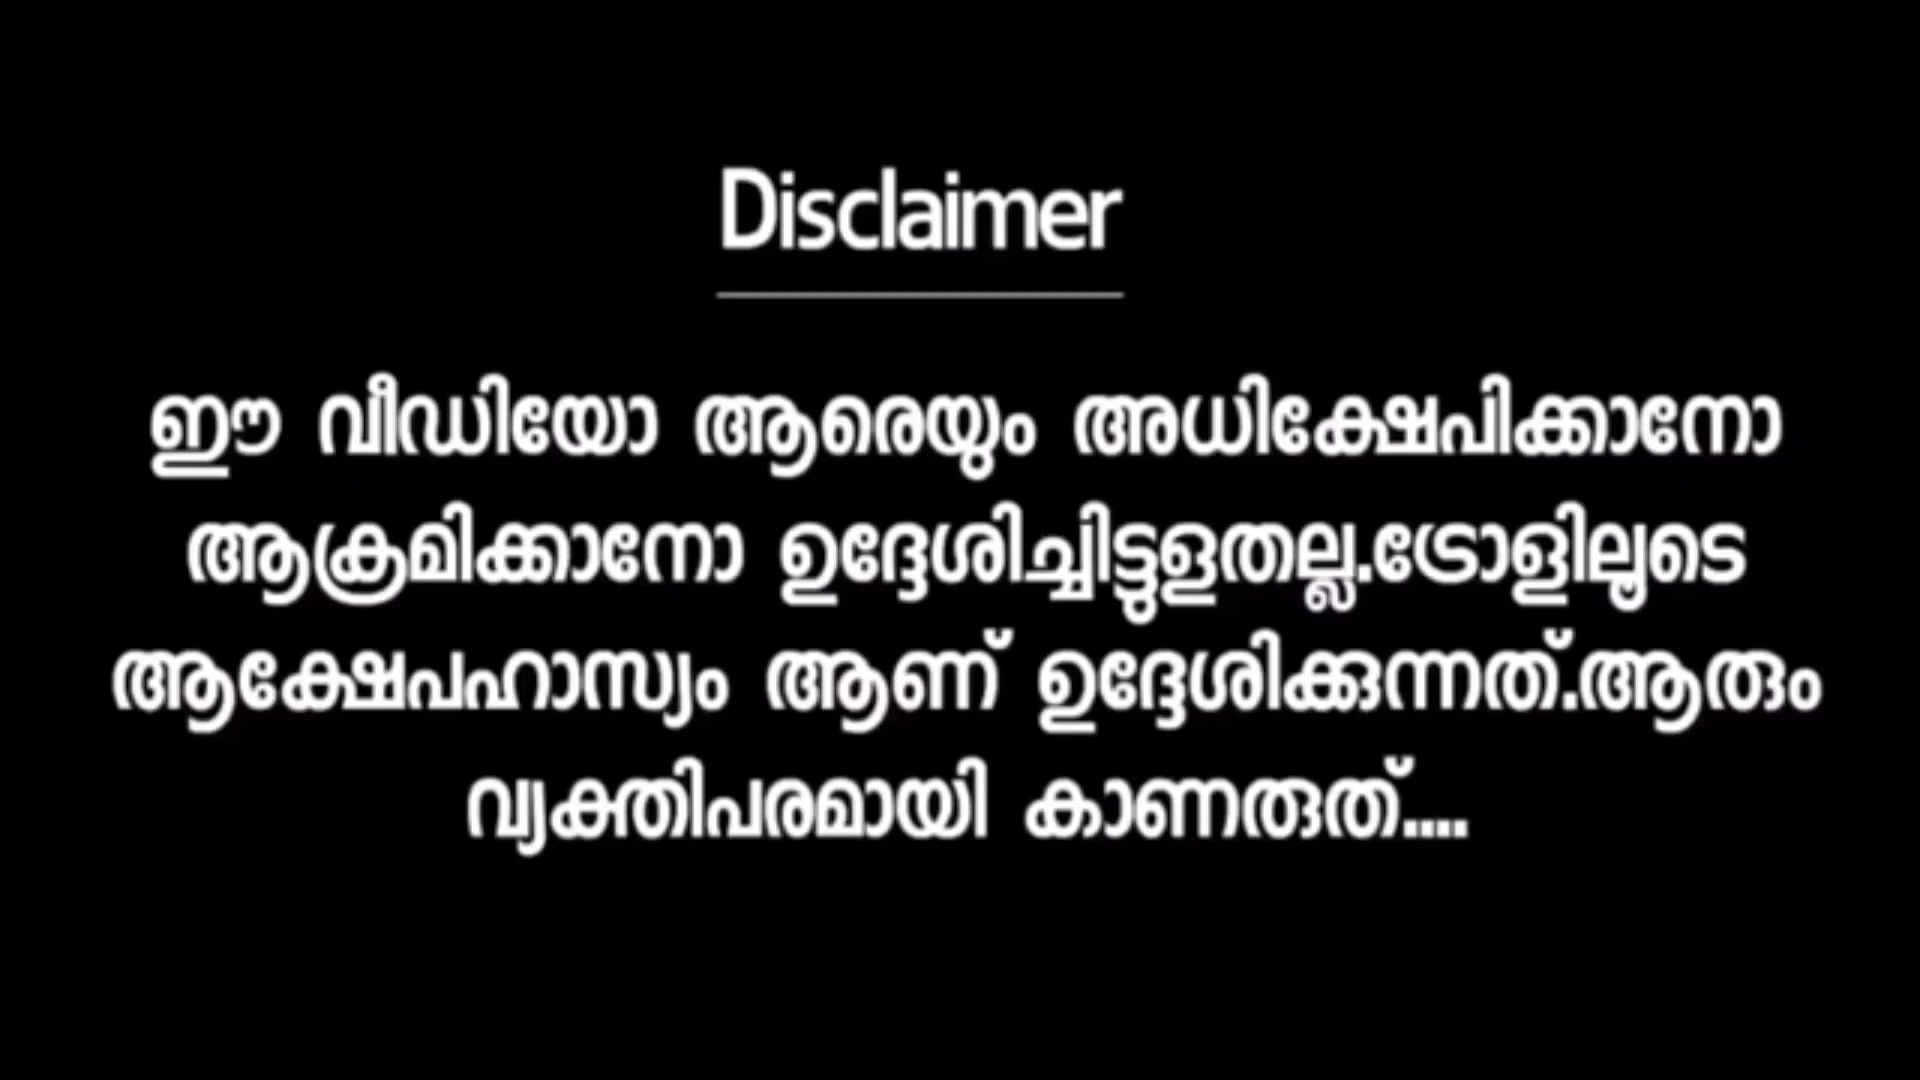 Disclaimer
ഈ വീഡിയോ ആരെയും അധിക്ഷേപിക്കാനോ
ആക്രമിക്കാനോ ഉദ്ദേശിച്ചിട്ടുളതല്ല.ട്രോളിലൂടെ
ആക്ഷേപഹാസ്യം ആണ് ഉദ്ദേശിക്കുന്നത്.ആരും
വ്യക്തിപരമായി കാണരുത്....